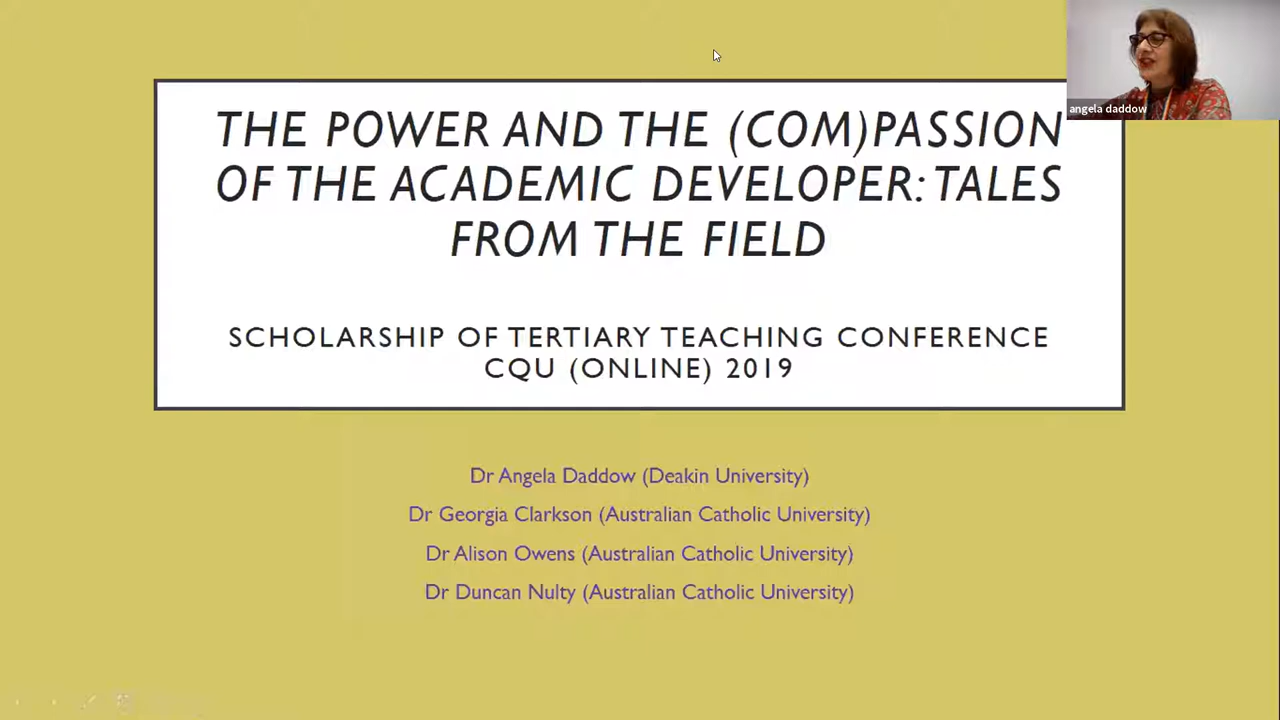 THE POWER AND THE (COM)PASSION
OF THE ACADEMIC DEVELOPER: TALES
FROM THE FIELD
SCHOLARSHIP OF TERTIARY TEACHING CONFERENCE
CQU (ONLINE) 2019
Dr Angela Daddow (Deakin University)
Dr Georgia Clarkson (Australian Catholic University)
Dr Alison Owens (Australian Catholic University)
Dr Duncan Nulty (Australian Catholic University)
angela daddow